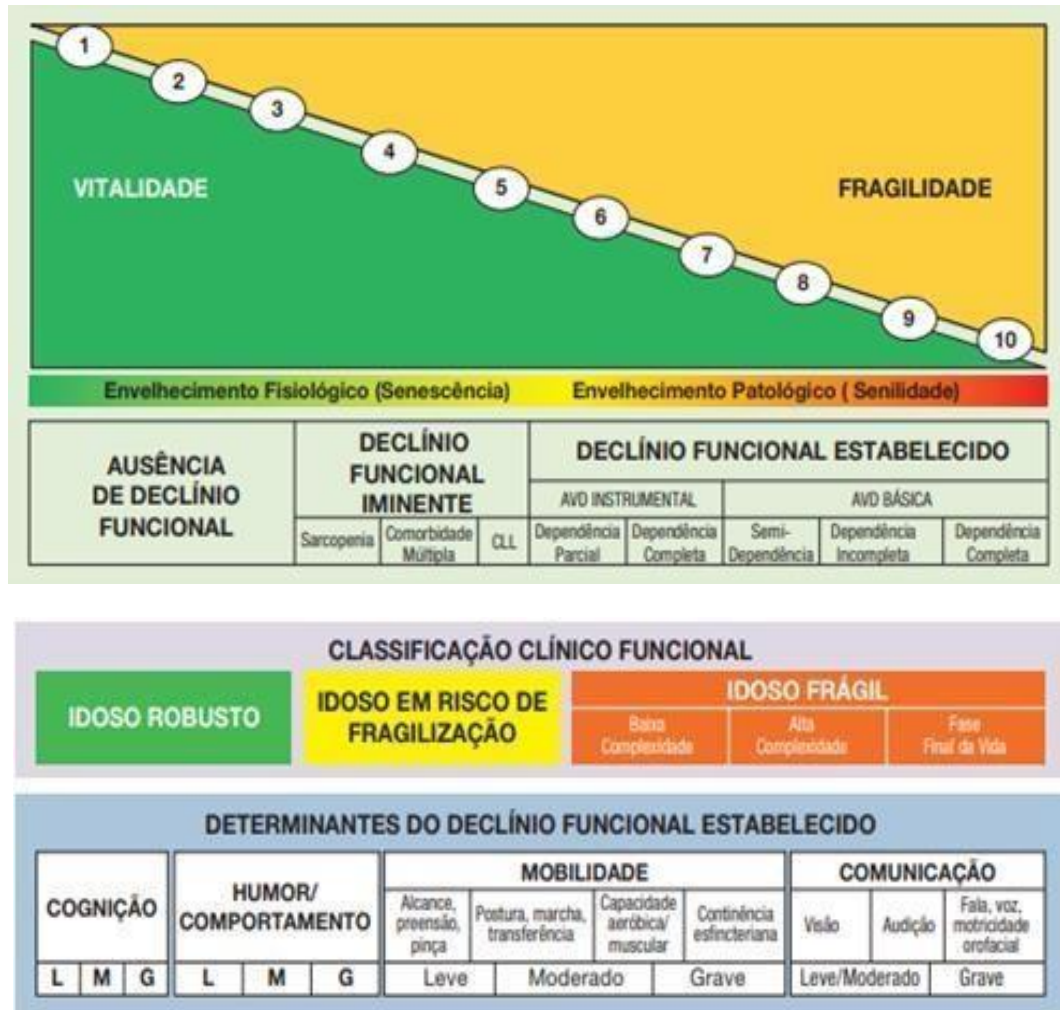 1
2
3
4
5
6
7
8
9
10
VITALIDADE
FRAGILIDADE
Envelhecimento Fisiológico (Senescência)
Envelhecimento Patológico ( Senilidade)
AUSÊNCIA
DE DECLÍNIO
FUNCIONAL
DECLÍNIO
FUNCIONAL
IMINENTE
Sarcopenia
Comorbidade
Múltipla
CLL
DECLÍNIO FUNCIONAL ESTABELECIDO
AVD INSTRUMENTAL
AVD BÁSICA
Dependência
Parcial
Dependência
Completa
Semi-
Dependência
Dependência
Incompleta
Dependência
Completa
CLASSIFICAÇÃO CLÍNICO FUNCIONAL
IDOSO ROBUSTO
IDOSO EM RISCO DE
FRAGILIZAÇÃO
IDOSO FRÁGIL
Baixa
Complexidade
Alta
Complexidade
Fase
Final da Vida
DETERMINANTES DO DECLÍNIO FUNCIONAL ESTABELECIDO
COGNIÇÃO
L M G
HUMOR/
COMPORTAMENTO
L M G
MOBILIDADE
Alcance,
preensão,
pinça
Postura, marcha,
transferência
Capacidade
aeróbica/
muscular
Continência
esfincteriana
Leve Moderado Grave
COMUNICAÇÃO
Visão
Audição
Fala, voz,
motricidade
orofacial
Leve/Moderado Grave